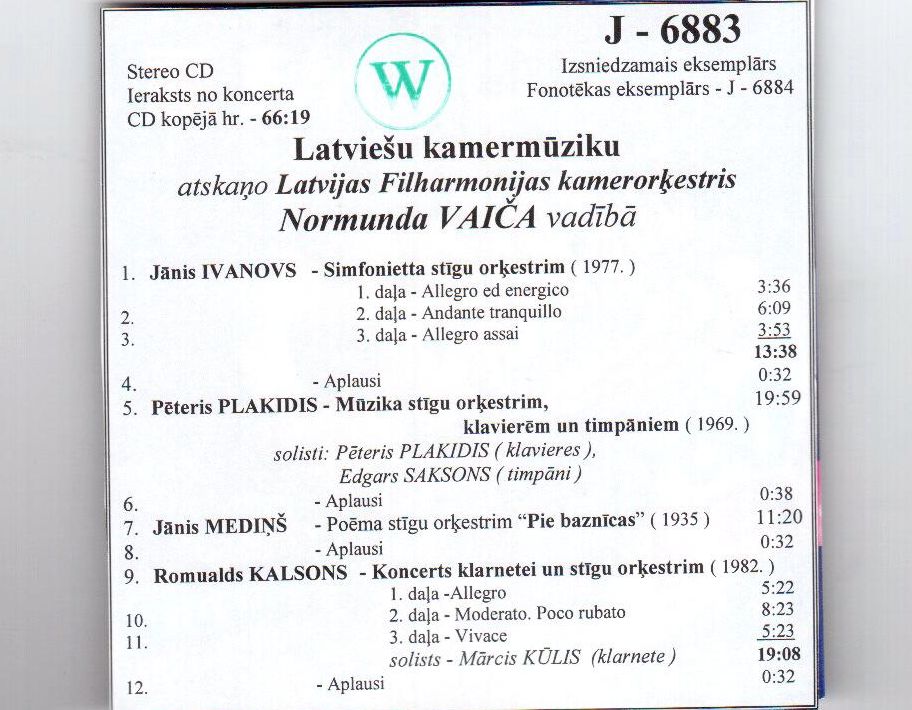 J - 6883
Stereo CD
Ieraksts no koncerta
CD kopējā hr. - 66:19
W
Izsniedzamais eksemplārs
Fonotēkas eksemplārs - J - 6884
Latviešu kamermūziku
atskaņo Latvijas Filharmonijas kamerorķestris
Normunda VAIČA vadībā
1. Jānis IVANOVS - Simfonietta stīgu orķestrim ( 1977. )
1. daļa - Allegro ed energico 3:36
2. 2. daļa - Andante tranquillo 6:09
3. 3. daļa - Allegro assai 3:53
13:38
4. - Aplausi 0:32
5. Pēteris PLAKIDIS - Mūzika stīgu orķestrim, 19:59
klavierēm un timpāniem ( 1969. )
solisti: Pēteris PLAKIDIS ( klavieres ),
Edgars SAKSONS ( timpāni )
6. - Aplausi 0:38
7. Jānis MEDIŅŠ - Poēma stīgu orķestrim “Pie baznīcas” ( 1935 ) 11:20
8. - Aplausi 0:32
9. Romualds KALSONS - Koncerts klarnetei un stīgu orķestrim ( 1982. )
1. daļa -Allegro 5:22
10. 2. daļa - Moderato. Poco rubato 8:23
11. 3. daļa - Vivace 5:23
solists - Mārcis KŪLIS (klarnete ) 19:08
12. - Aplausi 0:32